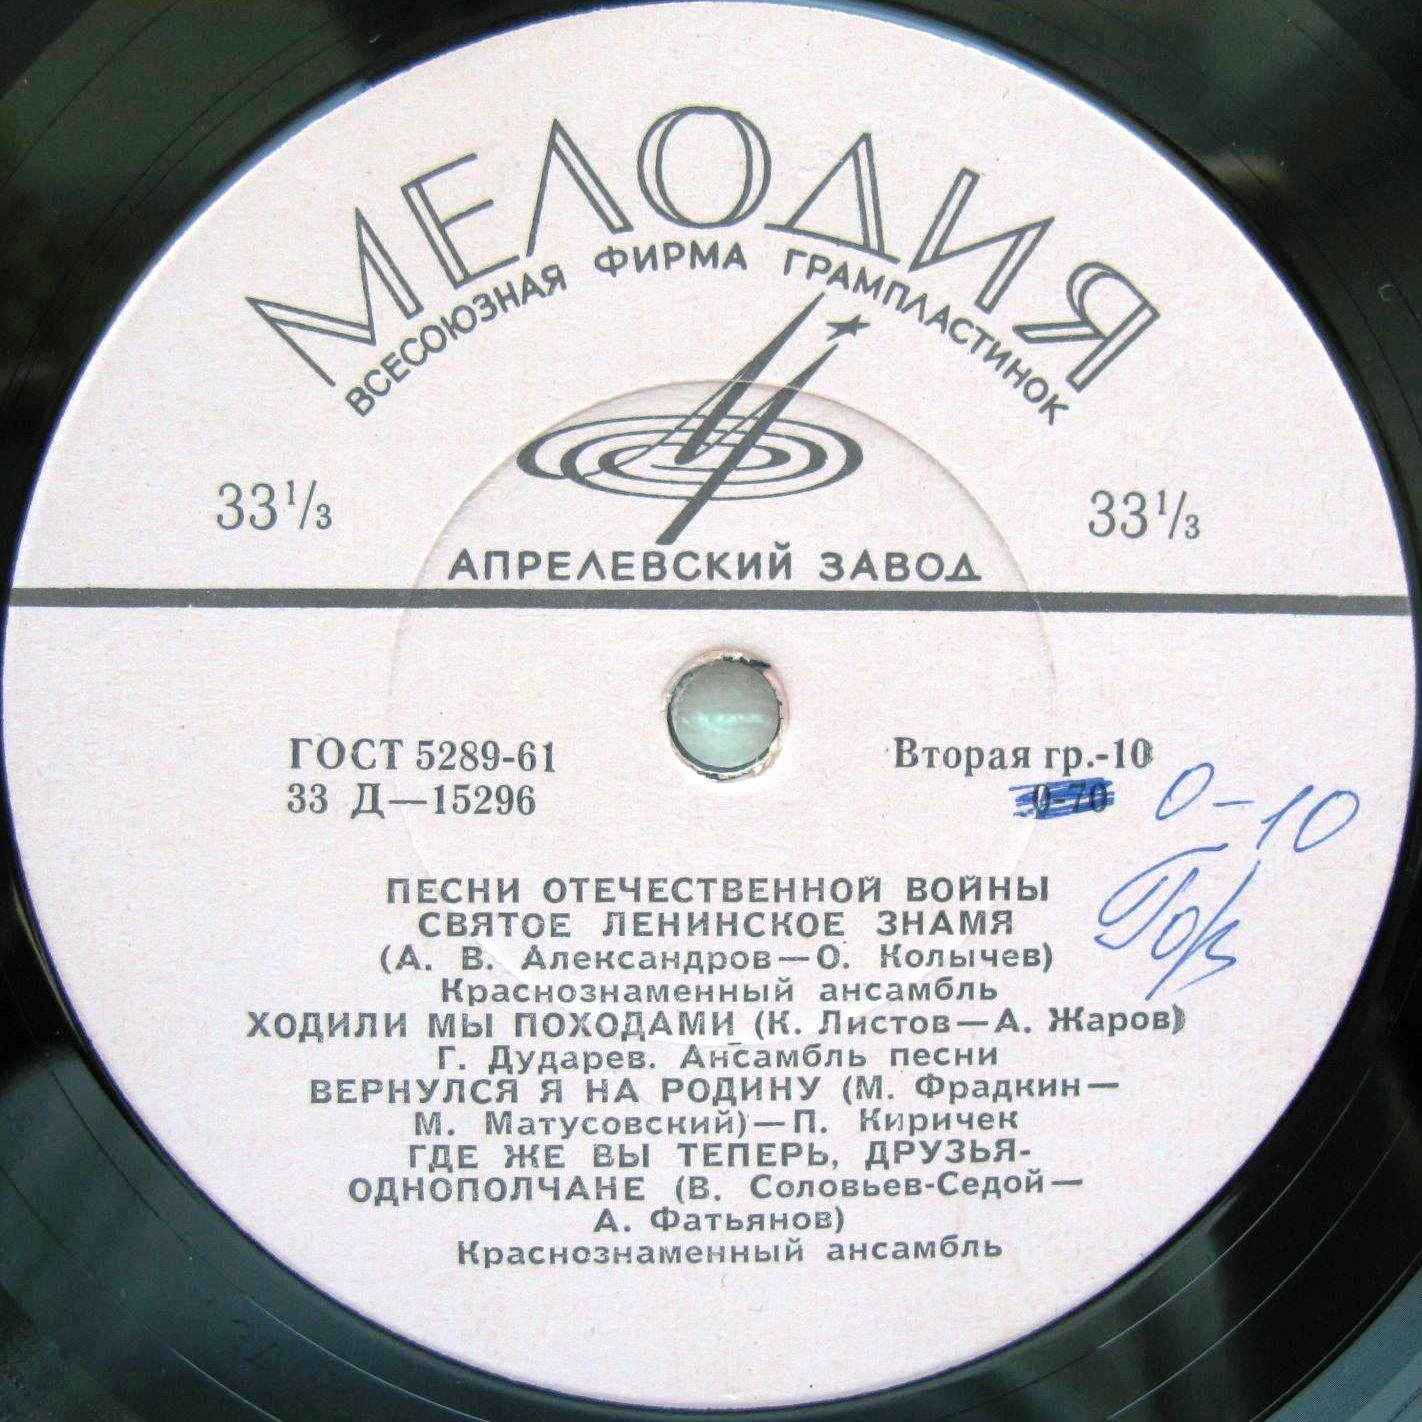 МЕЛОДИЯ
ВСЕСОЮЗНАЯ ФИРМА ГРАМПЛАСТИНОК
33 1/3
33 1/3
АПРЕЛЕВСКИЙ ЗАВОД
ГОСТ 5289-61
Вторая гр.-10
33 Д—15296
0-70
0-10
ПЕСНИ ОТЕЧЕСТВЕННОЙ ВОЙНЫ
СВЯТОЕ ЛЕНИНСКОЕ ЗНАМЯ
(А. В. Александров—О. Колычев)
Краснознаменный ансамбль
ХОДИЛИ МЫ ПОХОДАМИ (К. Листов—А. Жаров)
Г. Дударев. Ансамбль песни
ВЕРНУЛСЯ Я НА РОДИНУ (М. Фрадкин—
М. Матусовский)—П. Киричек
ГДЕ ЖЕ ВЫ ТЕПЕРЬ, ДРУЗЬЯ-
ОДНОПОЛЧАНЕ (В. Соловьев-Седой—
А. Фатьянов)
Краснознаменный ансамбль